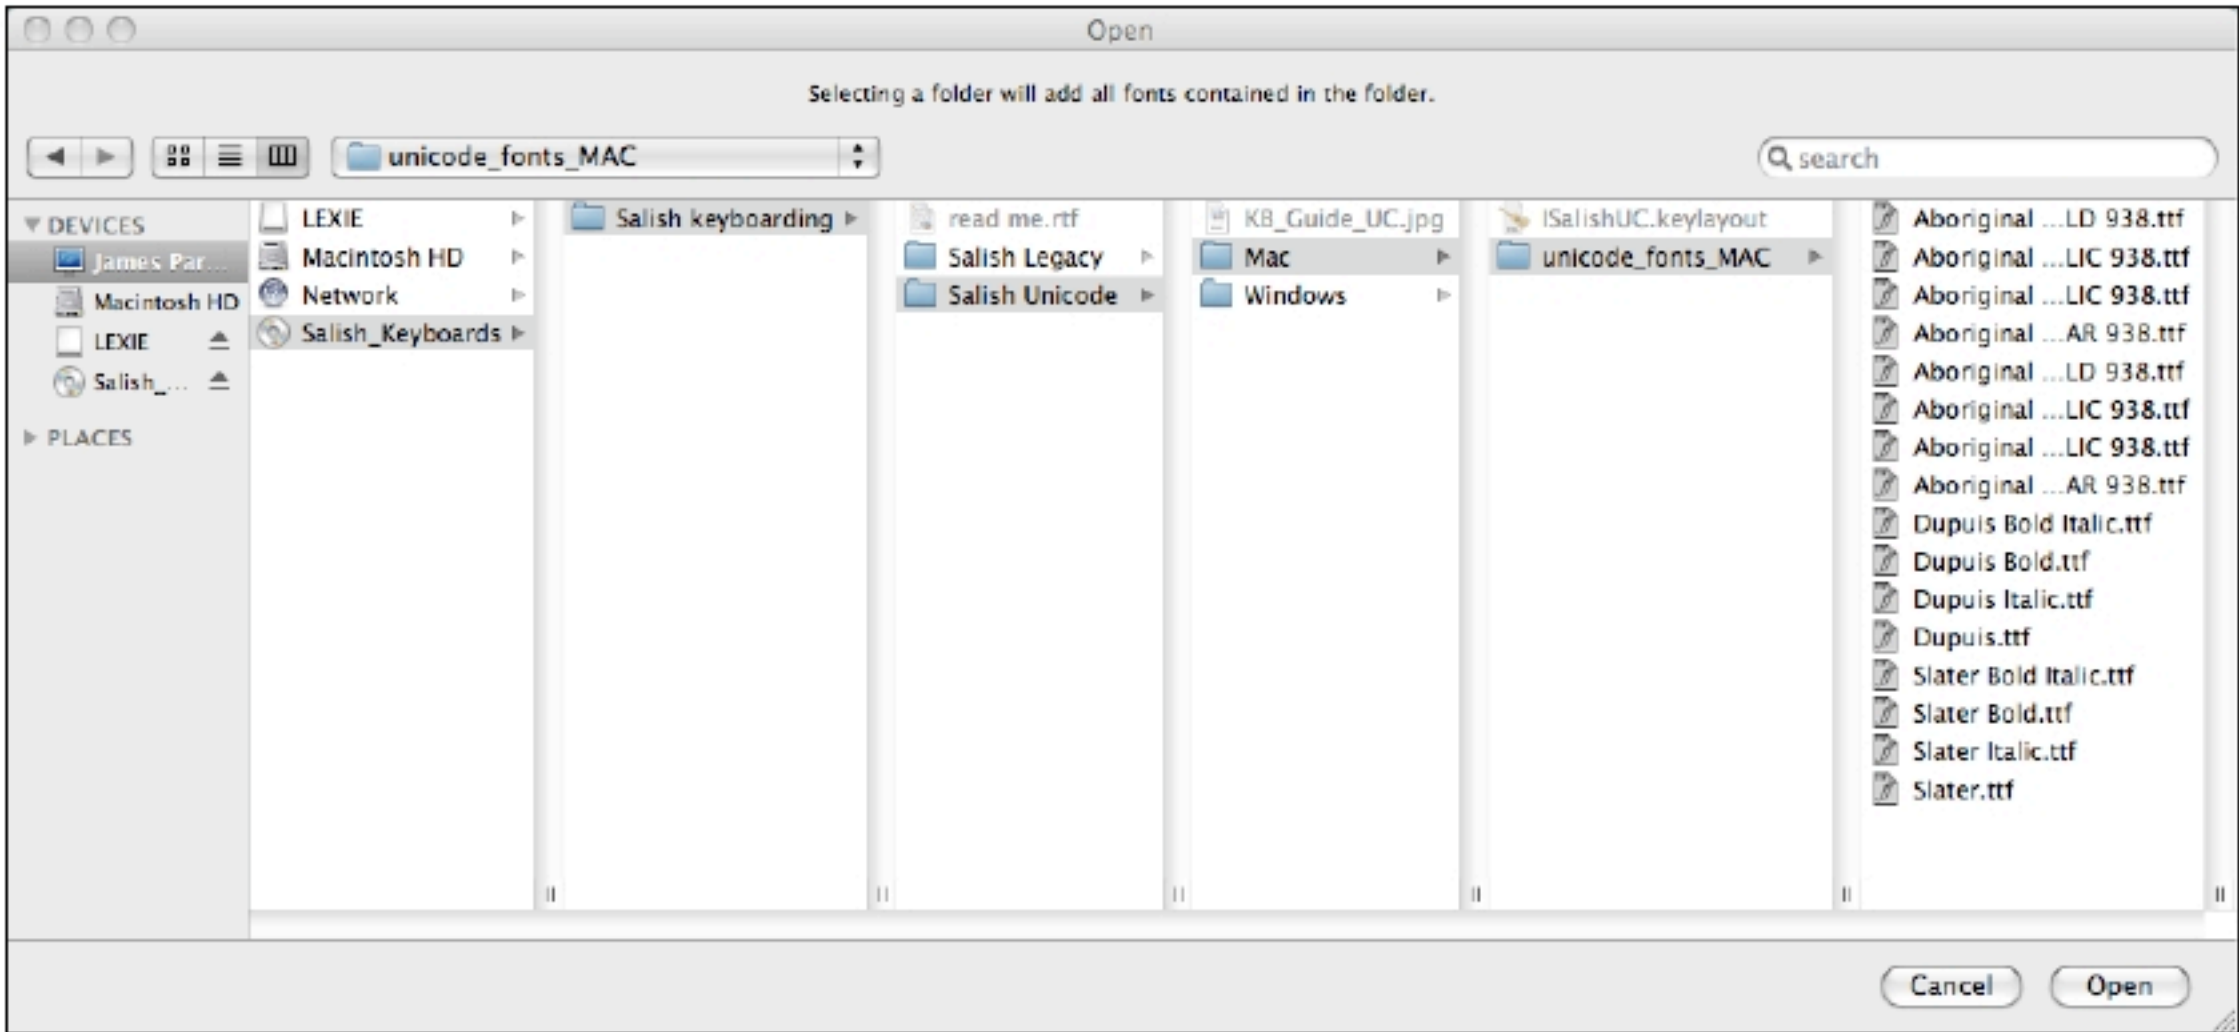 Open
Selecting a folder will add all fonts contained in the folder.
unicode_fonts_MAC
search
DEVICES
James Par...
Macintosh HD
LEXIE
Salish_...
PLACES
LEXIE
Macintosh HD
Network
Salish_Keyboards
Salish keyboarding
read me.rtf
Salish Legacy
Salish Unicode
KB_Guide_UC.jpg
Mac
Windows
ISalishUC.keylayout
unicode_fonts_MAC
Aboriginal ...LD 938.ttf
Aboriginal ...LIC 938.ttf
Aboriginal ...LIC 938.ttf
Aboriginal ...AR 938.ttf
Aboriginal ...LD 938.ttf
Aboriginal ...LIC 938.ttf
Aboriginal ...LIC 938.ttf
Aboriginal ...AR 938.ttf
Dupuis Bold Italic.ttf
Dupuis Bold.ttf
Dupuis Italic.ttf
Dupuis.ttf
Slater Bold Italic.ttf
Slater Bold.ttf
Slater Italic.ttf
Slater.ttf
Cancel
Open